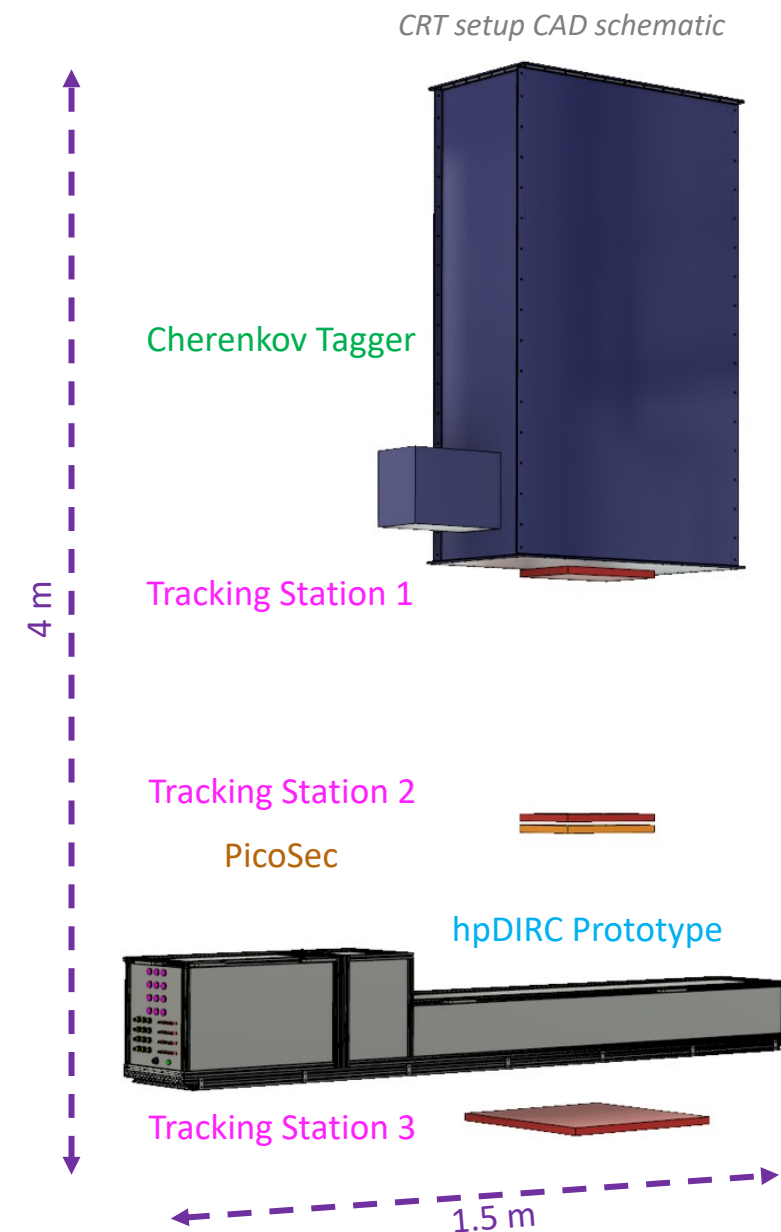 CRT setup CAD schematic
Cherenkov Tagger
Tracking Station 1
4 m
Tracking Station 2
PicoSec
hpDIRC Prototype
Tracking Station 3
1.5 m